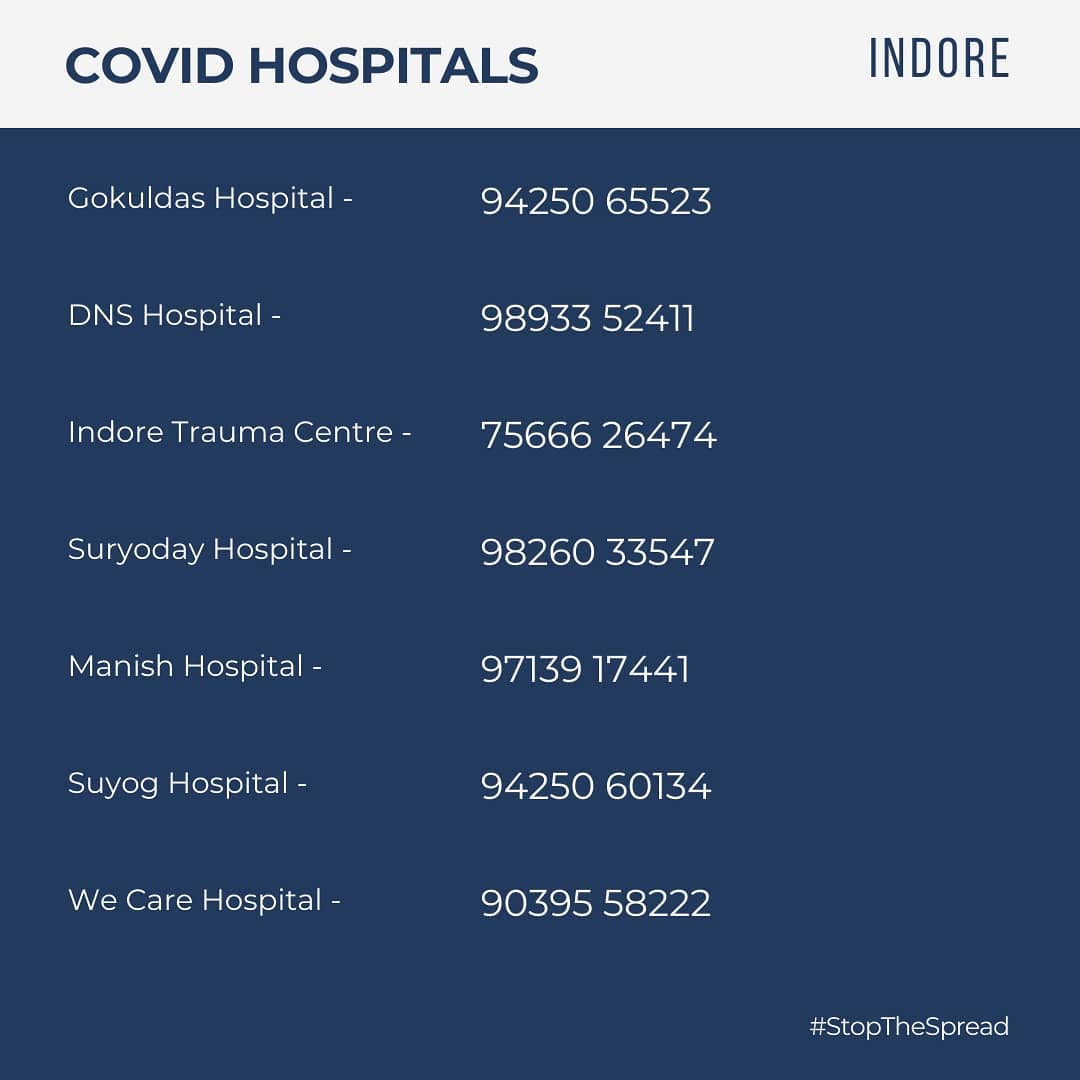 COVID HOSPITALS INDORE
Gokuldas Hospital - 94250 65523
DNS Hospital - 98933 52411
Indore Trauma Centre - 75666 26474
Suryoday Hospital - 98260 33547
Manish Hospital - 97139 17441
Suyog Hospital - 94250 60134
We Care Hospital - 90395 58222
#StopTheSpread